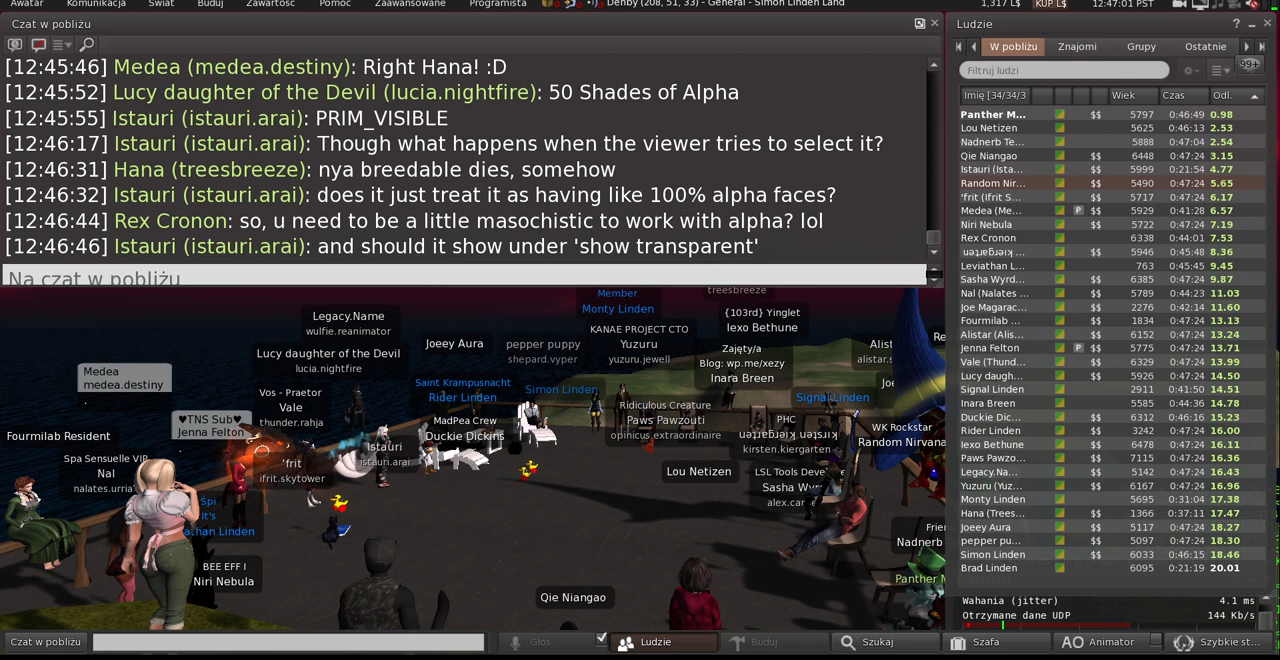 Awatar Komunikacja Świat Buduj Zawartość Pomoc Zaawansowane Programista Denby (208, 51, 33) - General - Simon Linden Land 1,317 L$ KUP L$ 12:47:01 PST
Czat w pobliżu
[12:45:46] Medea (medea.destiny): Right Hana! :D
[12:45:52] Lucy daughter of the Devil (lucia.nightfire): 50 Shades of Alpha
[12:45:55] Istauri (istauri.arai): PRIM_VISIBLE
[12:46:17] Istauri (istauri.arai): Though what happens when the viewer tries to select it?
[12:46:31] Hana (treesbreeze): nya breedable dies, somehow
[12:46:32] Istauri (istauri.arai): does it just treat it as having like 100% alpha faces?
[12:46:44] Rex Cronon: so, u need to be a little masochistic to work with alpha? lol
[12:46:46] Istauri (istauri.arai): and should it show under 'show transparent'
Na czat w pobliżu
Ludzie
W pobliżu Znajomi Grupy Ostatnie
99+
Filtruj ludzi
Imię [34/34/3 Wiek Czas Odl.
Panther M... $$ 5797 0:46:49 0.98
Lou Netizen 5625 0:46:13 2.53
Nadnerb Te... 5888 0:47:04 2.54
Qie Niangao $$ 6448 0:47:24 3.15
Istauri (Ista... $$ 5999 0:21:54 4.77
Random Nir... $$ 5490 0:47:24 5.65
'frit (Ifrit S... $$ 5717 0:47:24 6.17
Medea (Me... P $$ 5929 0:41:28 6.57
Niri Nebula $$ 5722 0:47:24 7.19
Rex Cronon 6338 0:44:01 7.53
$$ 5946 0:45:48 8.36
Leviathan L... 763 0:45:45 9.45
Sasha Wyrd... $$ 6385 0:47:24 9.87
Nal (Nalates ... $$ 5789 0:44:23 11.03
Joe Magarac... $$ 2276 0:42:14 11.60
Fourmilab ... $$ 1834 0:47:24 13.13
Alistar (Alis... $$ 6152 0:47:24 13.24
Jenna Felton P $$ 5775 0:47:24 13.71
Vale (Thund... $$ 6329 0:47:24 13.99
Lucy daugh... $$ 5926 0:47:24 14.50
Signal Linden 2911 0:41:50 14.51
Inara Breen 5585 0:44:36 14.78
Duckie Dic... $$ 6312 0:46:16 15.23
Rider Linden $$ 3242 0:47:24 16.00
Iexo Bethune $$ 6478 0:47:24 16.11
Paws Pawzo... $$ 7115 0:47:24 16.36
Legacy.Na... $$ 5142 0:47:24 16.43
Yuzuru (Yuz... $$ 6167 0:47:24 16.96
Monty Linden 5695 0:31:04 17.38
Hana (Trees... 1366 0:37:11 17.47
Joeey Aura $$ 5117 0:47:24 18.27
pepper pu... $$ 5097 0:47:24 18.30
Simon Linden $$ 6033 0:46:15 18.46
Brad Linden 6095 0:21:19 20.01
Wahania (jitter) 4.1 ms
Otrzymane dane UDP 144 Kb/s
treesbreeze
Member
Monty Linden
Legacy.Name
wulfie.reanimator
{103rd} Yinglet
Iexo Bethune
KANAE PROJECT CTO
Yuzuru
yuzuru.jewell
Joeey Aura
pepper puppy
shepard.vyper
Zajęty/a
Blog: wp.me/xezy
Inara Breen
Alist
alistar.s
Re
Lucy daughter of the Devil
lucia.nightfire
Medea
medea.destiny
Saint Krampusnacht
Rider Linden
Simon Linden
Joe
Vos - Praetor
Vale
thunder.rahja
Signal Linden
Ridiculous Creature
Paws Pawzouti
opinicus.extraordinaire
♥TNS Sub♥
Jenna Felton
MadPea Crew
Duckie Dickins
PHC
kirsten.kiergarten
WK Rockstar
Random Nirvana
Fourmilab Resident
Istauri
istauri.arai
Spa Sensuelle VIP
Nal
nalates.urria
'frit
ifrit.skytower
Lou Netizen
LSL Tools Deve
Sasha Wyr
alex.car
Spi
it's
athan Linden
Frien
Nadnerb
BEE EFF I
Niri Nebula
Panther M
Qie Niangao
Czat w pobliżu Głos Ludzie Buduj Szukaj Szafa AO Animator Szybkie st...